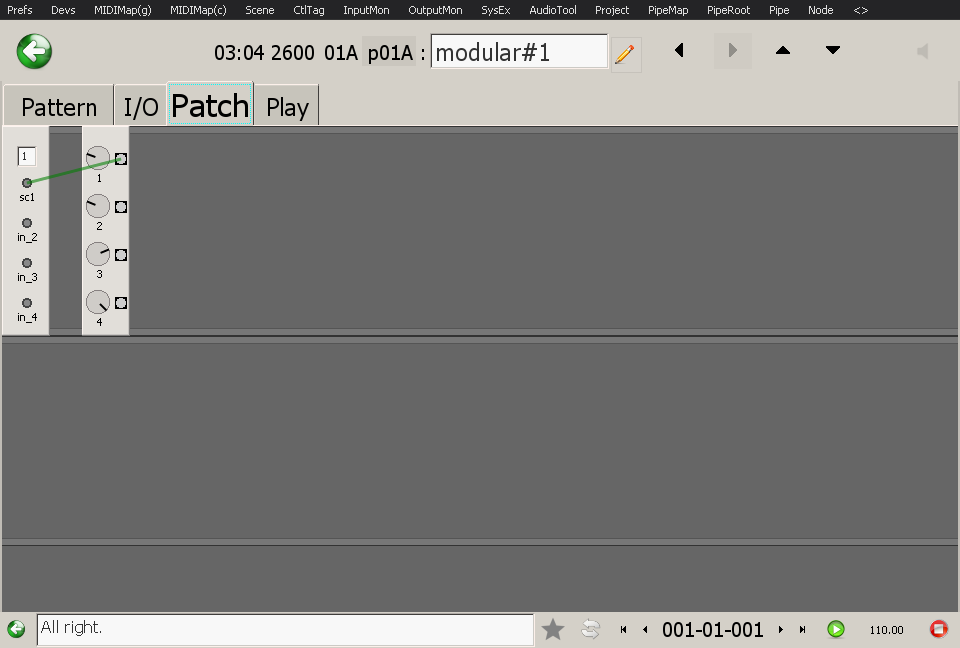 Prefs Devs MIDIMap(g) MIDIMap(c) Scene CtlTag InputMon OutputMon SysEx AudioTool Project PipeMap PipeRoot Pipe Node <>
03:04 2600 01A p01A : modular#1
Pattern I/O Patch Play
1
sc1
in_2
in_3
in_4
1
2
3
4
All right. 001-01-001 110.00